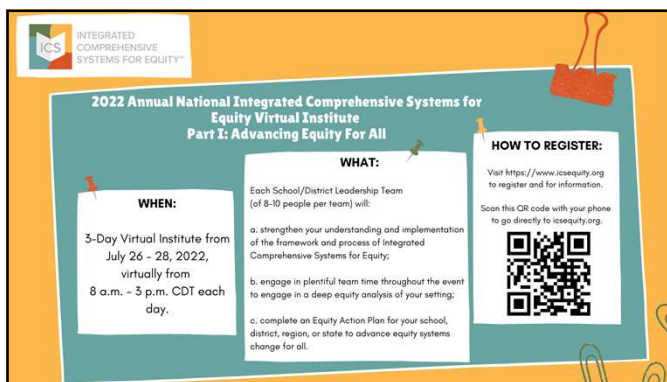 ICS
INTEGRATED
COMPREHENSIVE
SYSTEMS FOR EQUITY™
2022 Annual National Integrated Comprehensive Systems for
Equity Virtual Institute
Part I: Advancing Equity For All
WHEN:
3-Day Virtual Institute from
July 26 - 28, 2022,
virtually from
8 a.m. - 3 p.m. CDT each
day.
WHAT:
Each School/District Leadership Team
(of 8-10 people per team) will:
a. strengthen your understanding and implementation
of the framework and process of Integrated
Comprehensive Systems for Equity;
b. engage in plentiful team time throughout the event
to engage in a deep equity analysis of your setting;
c. complete an Equity Action Plan for your school,
district, region, or state to advance equity systems
change for all.
HOW TO REGISTER:
Visit https://www.icsequity.org
to register and for information.
Scan this QR code with your phone
to go directly to icsequity.org.